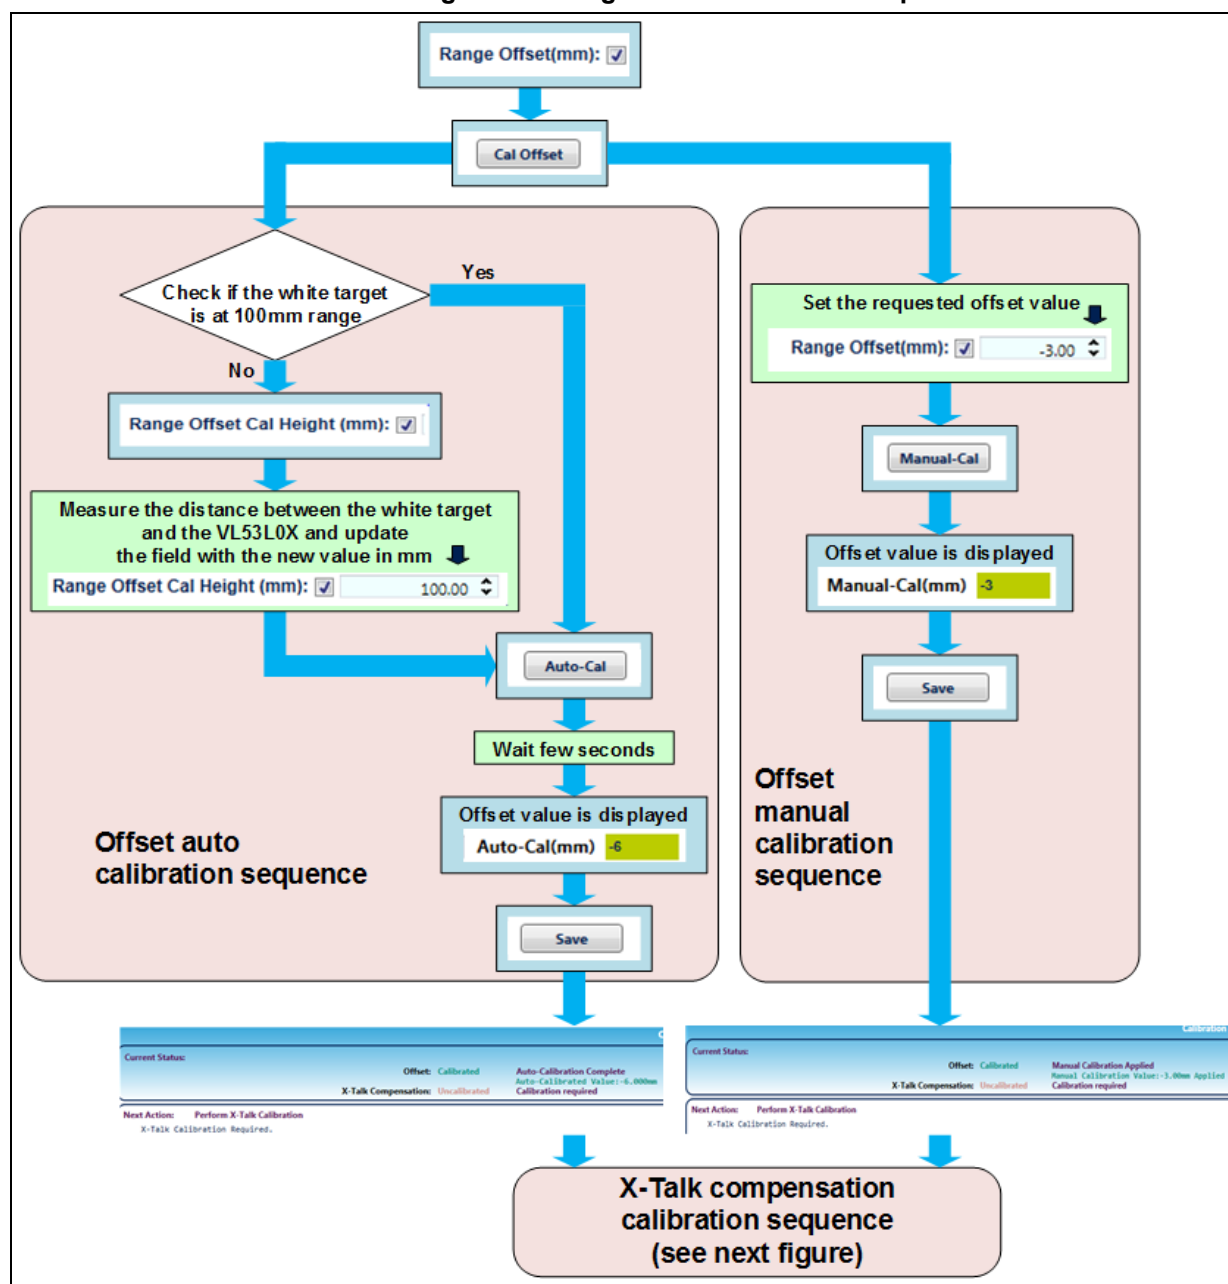 Range Offset(mm):
Cal Offset
Check if the white target
is at 100mm range
Yes
No
Range Offset Cal Height (mm):
Measure the distance between the white target
and the VL53L0X and update
the field with the new value in mm
Range Offset Cal Height (mm): 100.00
Auto-Cal
Wait few seconds
Offset value is displayed
Auto-Cal(mm) -6
Save
Offset auto
calibration sequence
Set the requested offset value
Range Offset(mm): -3.00
Manual-Cal
Offset value is displayed
Manual-Cal(mm) -3
Save
Offset
manual
calibration
sequence
Current Status:
Offset: Calibrated Auto-Calibration Complete
Auto-Calibrated Value:-6.000mm
X-Talk Compensation: Uncalibrated Calibration required
Next Action: Perform X-Talk Calibration
X-Talk Calibration Required.
Calibration
Current Status:
Offset: Calibrated Manual Calibration Applied
Manual Calibration Value:-3.00mm Applied
X-Talk Compensation: Uncalibrated Calibration required
Next Action: Perform X-Talk Calibration
X-Talk Calibration Required.
X-Talk compensation
calibration sequence
(see next figure)